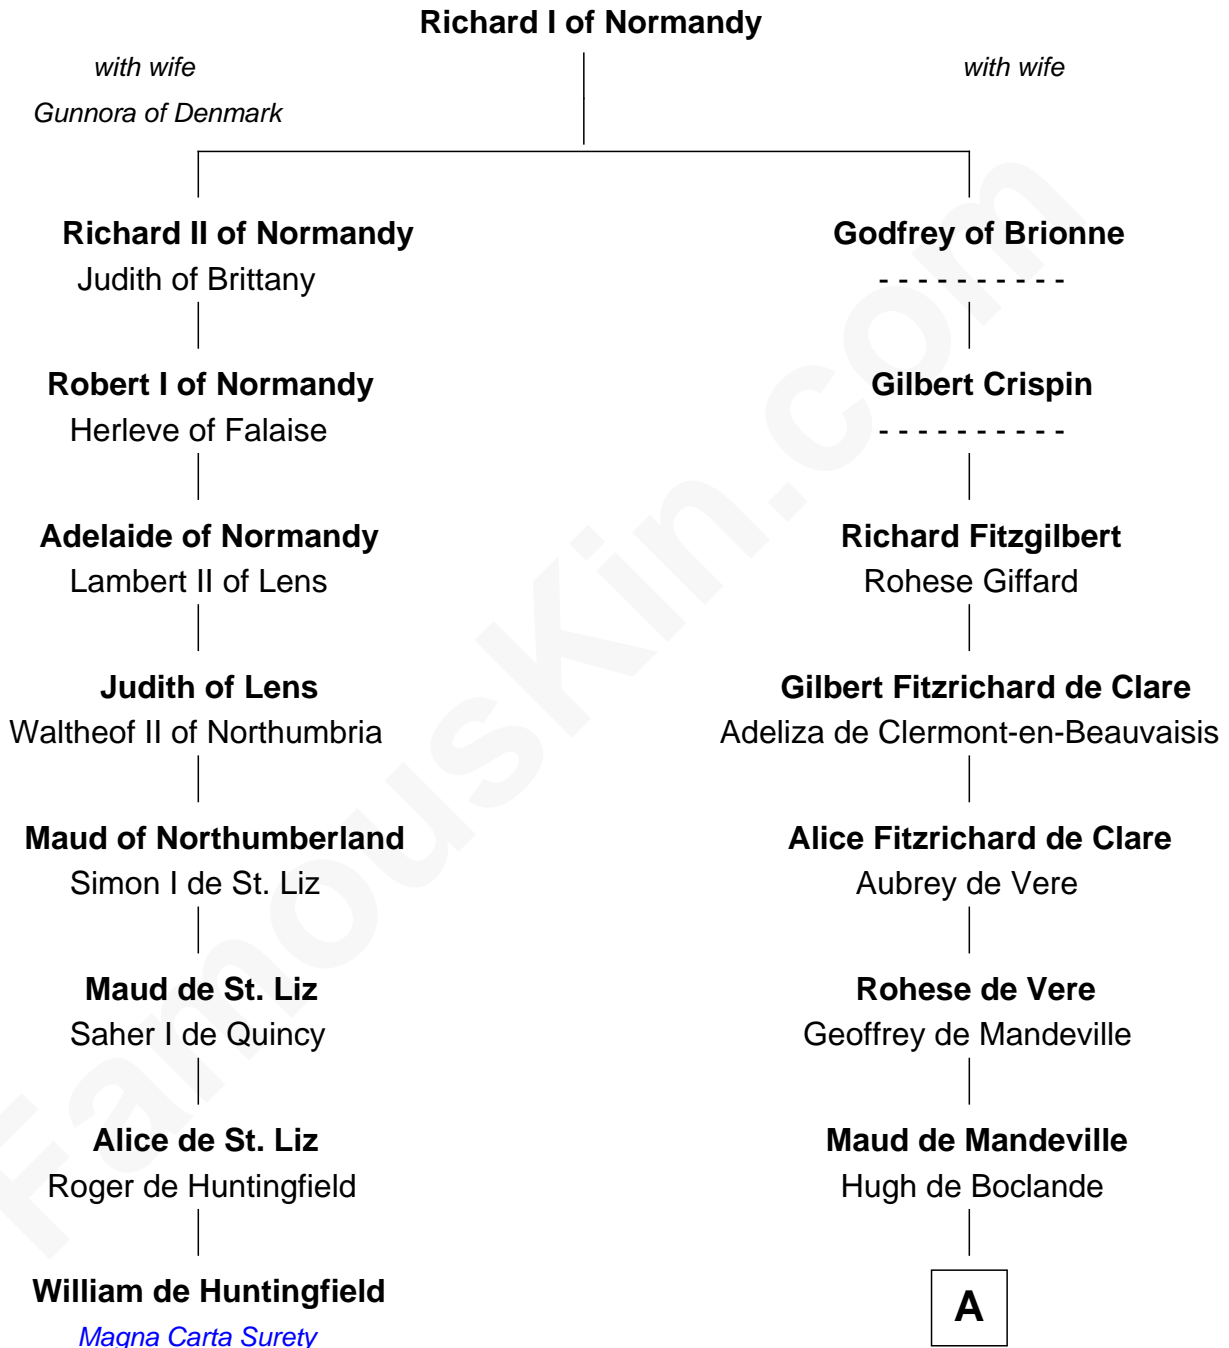 Richard I of Normandy
with wife
Gunnora of Denmark
with wife
Richard II of Normandy
Judith of Brittany
Godfrey of Brionne
- - - - - - - - - -
Robert I of Normandy
Herleve of Falaise
Gilbert Crispin
- - - - - - - - - -
Adelaide of Normandy
Lambert II of Lens
Richard Fitzgilbert
Rohese Giffard
Judith of Lens
Waltheof II of Northumbria
Gilbert Fitzrichard de Clare
Adeliza de Clermont-en-Beauvaisis
Maud of Northumberland
Simon I de St. Liz
Alice Fitzrichard de Clare
Aubrey de Vere
Maud de St. Liz
Saher I de Quincy
Rohese de Vere
Geoffrey de Mandeville
Alice de St. Liz
Roger de Huntingfield
Maud de Mandeville
Hugh de Boclande
William de Huntingfield
Magna Carta Surety
A
FamousKin.com